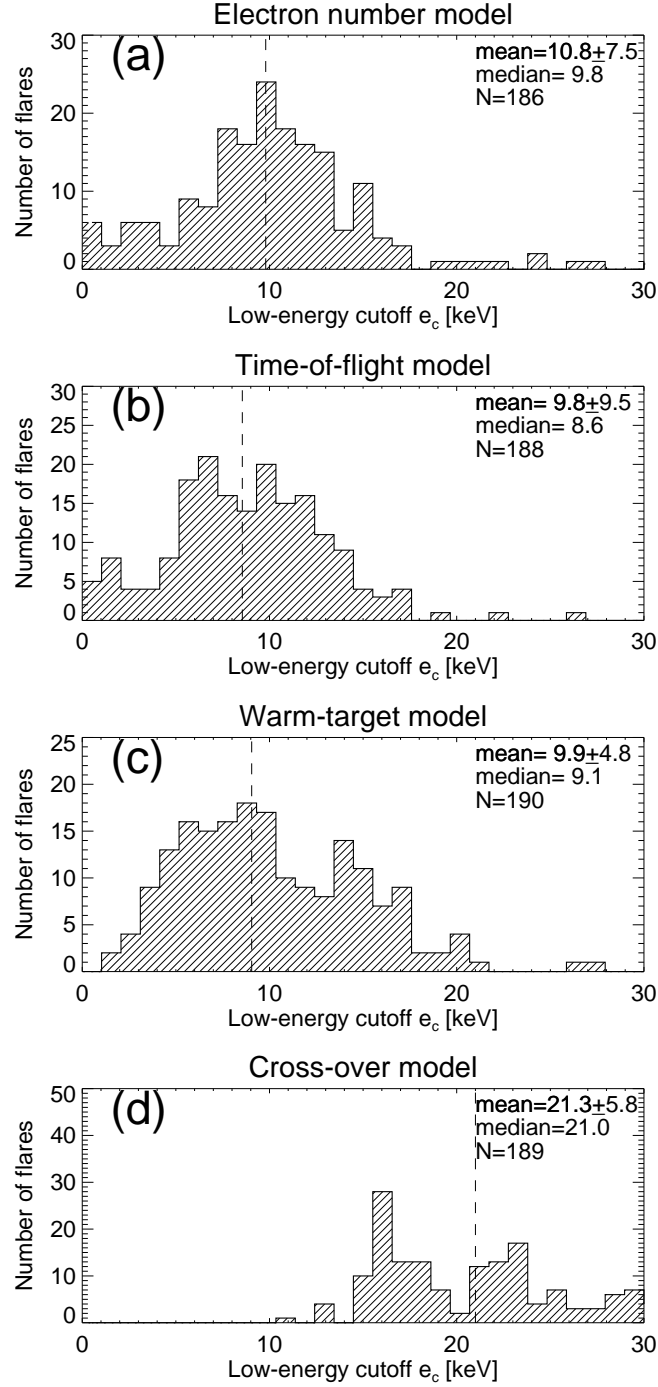 Electron number model
(a)
mean=10.8±7.5
median= 9.8
N=186
Number of flares
30
20
10
0
0 10 20 30
Low-energy cutoff e_c [keV]
Time-of-flight model
(b)
mean= 9.8±9.5
median= 8.6
N=188
Number of flares
30
25
20
15
10
5
0
0 10 20 30
Low-energy cutoff e_c [keV]
Warm-target model
(c)
mean= 9.9±4.8
median= 9.1
N=190
Number of flares
25
20
15
10
5
0
0 10 20 30
Low-energy cutoff e_c [keV]
Cross-over model
(d)
mean=21.3±5.8
median=21.0
N=189
Number of flares
50
40
30
20
10
0
0 10 20 30
Low-energy cutoff e_c [keV]